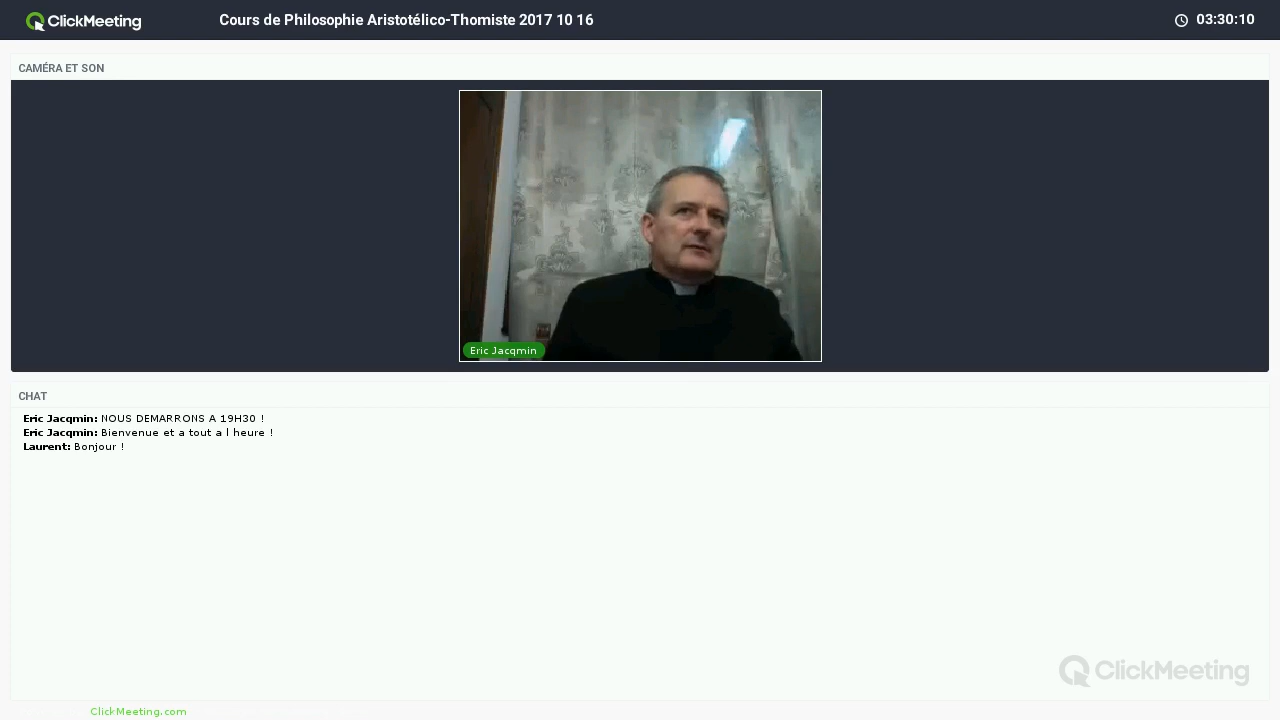 ClickMeeting
Cours de Philosophie Aristotélico-Thomiste 2017 10 16
03:30:10
CAMÉRA ET SON
Eric Jacqmin
CHAT
Eric Jacqmin: NOUS DEMARRONS A 19H30 !
Eric Jacqmin: Bienvenue et a tout a l heure !
Laurent: Bonjour !
ClickMeeting
ClickMeeting.com